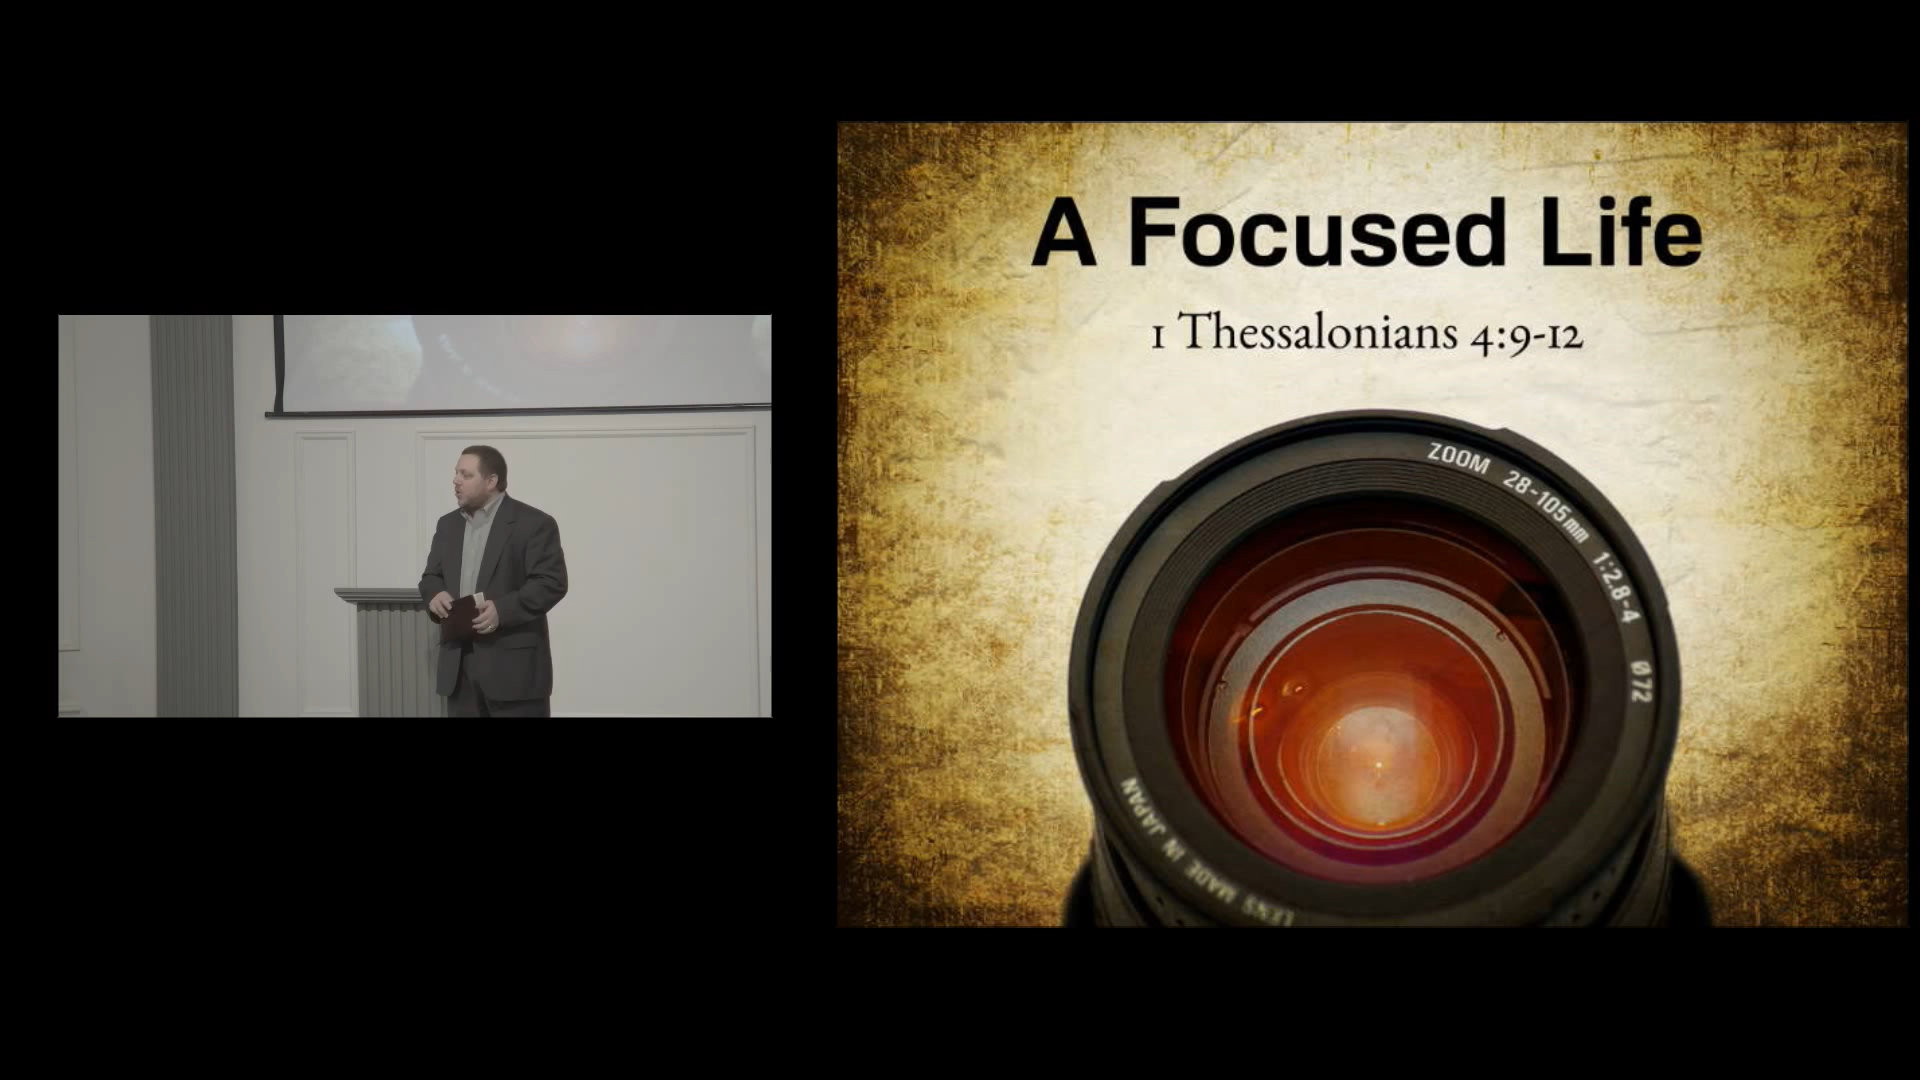 A Focused Life
1 Thessalonians 4:9-12
ZOOM 28-105mm 1:2.8-4 Ø72
LENS MADE IN JAPAN